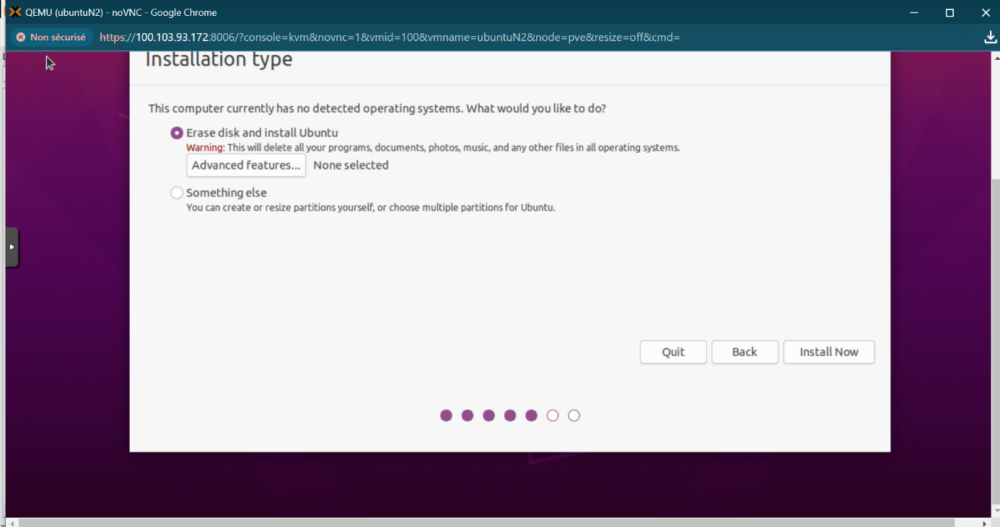 QEMU (ubuntuN2) - noVNC - Google Chrome
Non sécurisé https://100.103.93.172:8006/?console=kvm&novnc=1&vmid=100&vmname=ubuntuN2&node=pve&resize=off&cmd=
Installation type
This computer currently has no detected operating systems. What would you like to do?
Erase disk and install Ubuntu
Warning: This will delete all your programs, documents, photos, music, and any other files in all operating systems.
Advanced features... None selected
Something else
You can create or resize partitions yourself, or choose multiple partitions for Ubuntu.
Quit Back Install Now